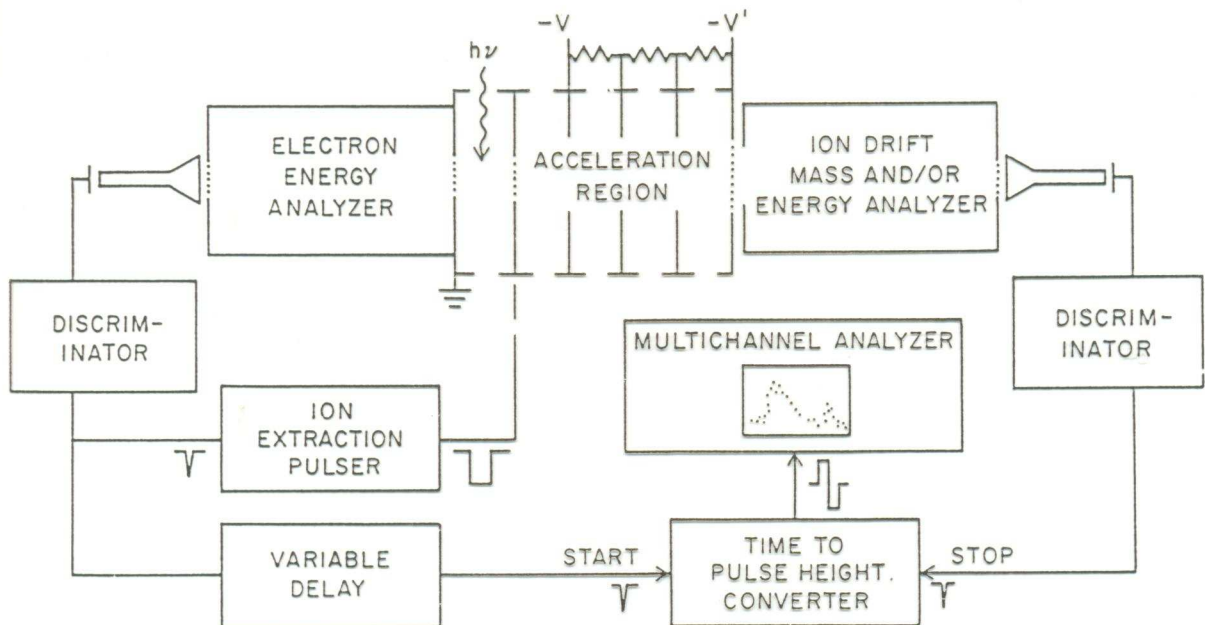 -V
-V'
hν
ELECTRON
ENERGY
ANALYZER
ACCELERATION
REGION
ION DRIFT
MASS AND/OR
ENERGY ANALYZER
DISCRIM-
INATOR
MULTICHANNEL ANALYZER
DISCRIM-
INATOR
ION
EXTRACTION
PULSER
VARIABLE
DELAY
START
TIME TO
PULSE HEIGHT.
CONVERTER
STOP